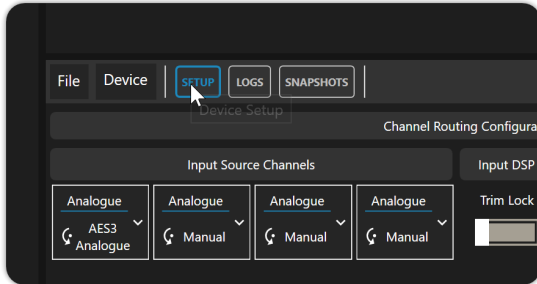 File Device SETUP LOGS SNAPSHOTS
Device Setup
Channel Routing Configura
Input Source Channels Input DSP
Analogue Analogue Analogue Analogue Trim Lock
AES3
Analogue Manual Manual Manual